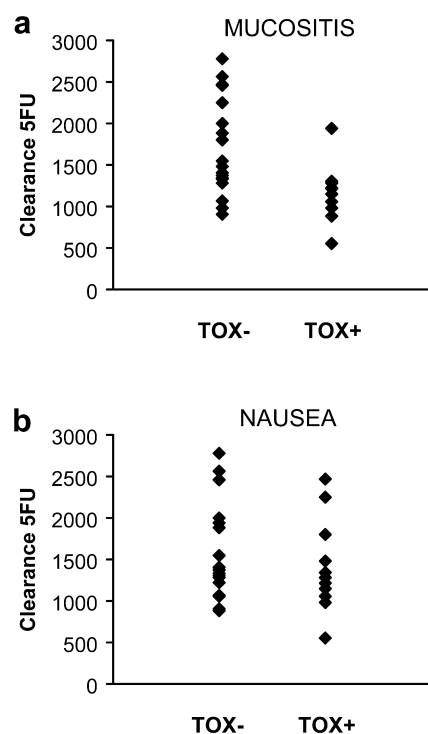 a
MUCOSITIS
3000
2500
2000
1500
1000
500
0
Clearance 5FU
TOX- TOX+
b
NAUSEA
3000
2500
2000
1500
1000
500
0
Clearance 5FU
TOX- TOX+